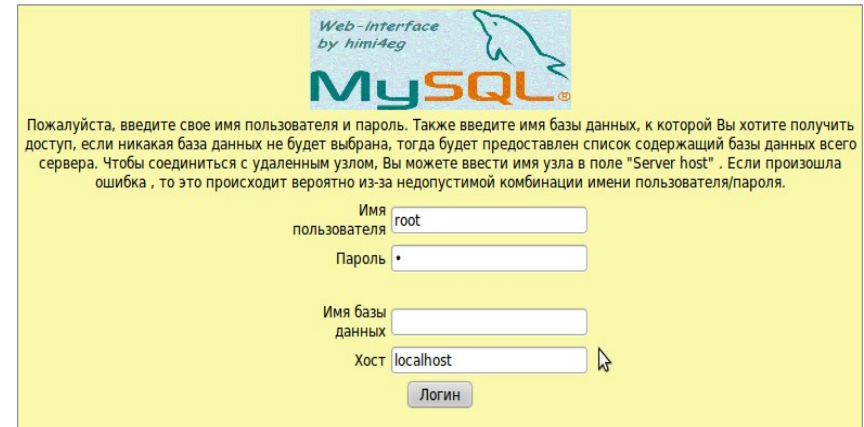 Web-interface
by himi4eg
MySQL®
Пожалуйста, введите свое имя пользователя и пароль. Также введите имя базы данных, к которой Вы хотите получить
доступ, если никакая база данных не будет выбрана, тогда будет предоставлен список содержащий базы данных всего
сервера. Чтобы соединиться с удаленным узлом, Вы можете ввести имя узла в поле "Server host" . Если произошла
ошибка , то это происходит вероятно из-за недопустимой комбинации имени пользователя/пароля.
Имя
пользователя root
Пароль •
Имя базы
данных
Хост localhost
Логин